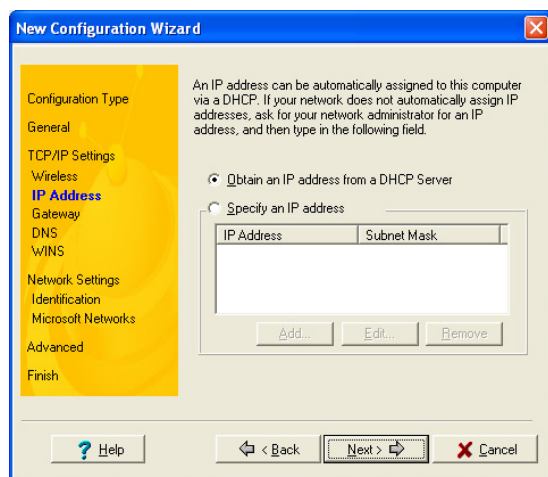 New Configuration Wizard
Configuration Type
General
TCP/IP Settings
Wireless
IP Address
Gateway
DNS
WINS
Network Settings
Identification
Microsoft Networks
Advanced
Finish
An IP address can be automatically assigned to this computer
via a DHCP. If your network does not automatically assign IP
addresses, ask for your network administrator for an IP
address, and then type in the following field.
Obtain an IP address from a DHCP Server
Specify an IP address
IP Address Subnet Mask
Add... Edit... Remove
? Help < Back Next > Cancel